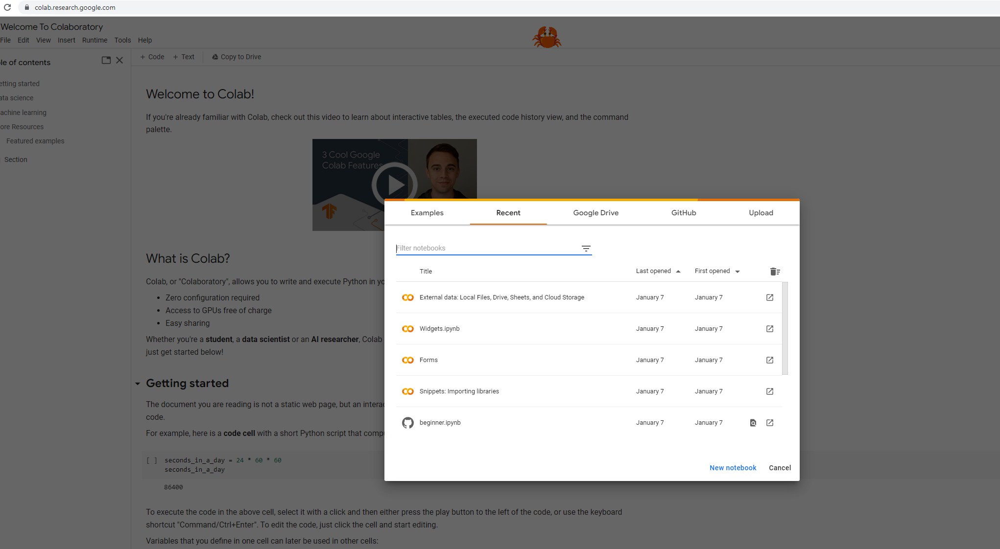 colab.research.google.com
Welcome To Colaboratory
File Edit View Insert Runtime Tools Help
le of contents
+ Code + Text Copy to Drive
etting started
ata science
achine learning
ore Resources
Featured examples
Section
Welcome to Colab!
If you're already familiar with Colab, check out this video to learn about interactive tables, the executed code history view, and the command
palette.
3 Cool Google
Colab Features
What is Colab?
Colab, or "Colaboratory", allows you to write and execute Python in yo
• Zero configuration required
• Access to GPUs free of charge
• Easy sharing
Whether you're a student, a data scientist or an AI researcher, Colab
just get started below!
Getting started
The document you are reading is not a static web page, but an interac
code.
For example, here is a code cell with a short Python script that compu
[ ] seconds_in_a_day = 24 * 60 * 60
seconds_in_a_day
86400
To execute the code in the above cell, select it with a click and then either press the play button to the left of the code, or use the keyboard
shortcut "Command/Ctrl+Enter". To edit the code, just click the cell and start editing.
Variables that you define in one cell can later be used in other cells:
Examples Recent Google Drive GitHub Upload
Filter notebooks
Title Last opened First opened
External data: Local Files, Drive, Sheets, and Cloud Storage January 7 January 7
Widgets.ipynb January 7 January 7
Forms January 7 January 7
Snippets: Importing libraries January 7 January 7
beginner.ipynb January 7 January 7
New notebook Cancel